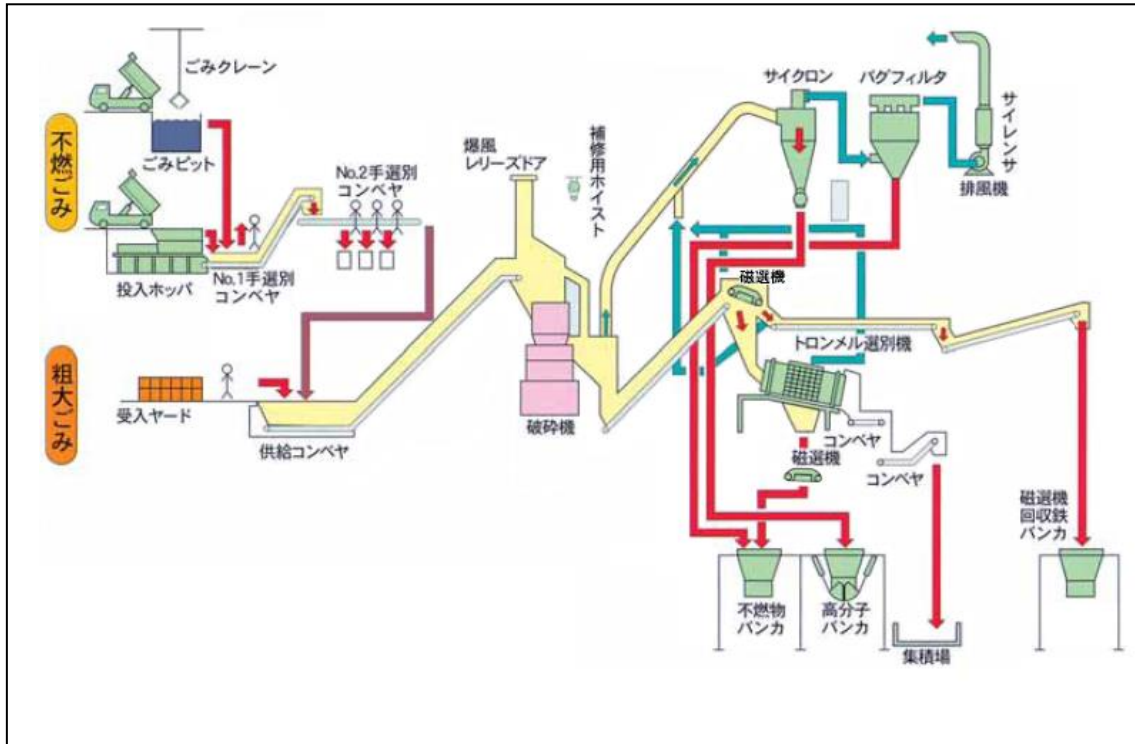 不燃ごみ
ごみクレーン
ごみピット
投入ホッパ
No.1手選別
コンベヤ
No.2手選別
コンベヤ
粗大ごみ
受入ヤード
供給コンベヤ
爆風
レリーズドア
補修用ホイスト
破砕機
サイクロン
バグフィルタ
サイレンサ
排風機
磁選機
トロンメル選別機
コンベヤ
磁選機
コンベヤ
磁選機
回収鉄
バンカ
不燃物
バンカ
高分子
バンカ
集積場